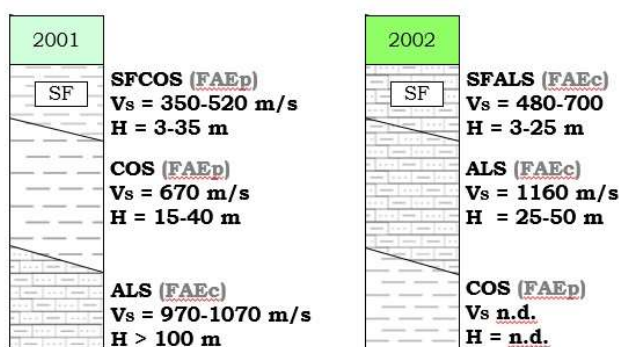 2001
SF
SFCOS (FAEp)
Vs = 350-520 m/s
H = 3-35 m
COS (FAEp)
Vs = 670 m/s
H = 15-40 m
ALS (FAEc)
Vs = 970-1070 m/s
H > 100 m
2002
SF
SFALS (FAEc)
Vs = 480-700
H = 3-25 m
ALS (FAEc)
Vs = 1160 m/s
H = 25-50 m
COS (FAEp)
Vs n.d.
H = n.d.